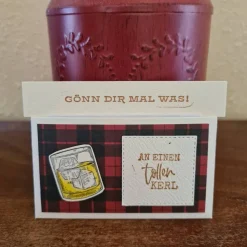 GÖNN DIR MAL WAS!
AN EINEN
tollen
KERL